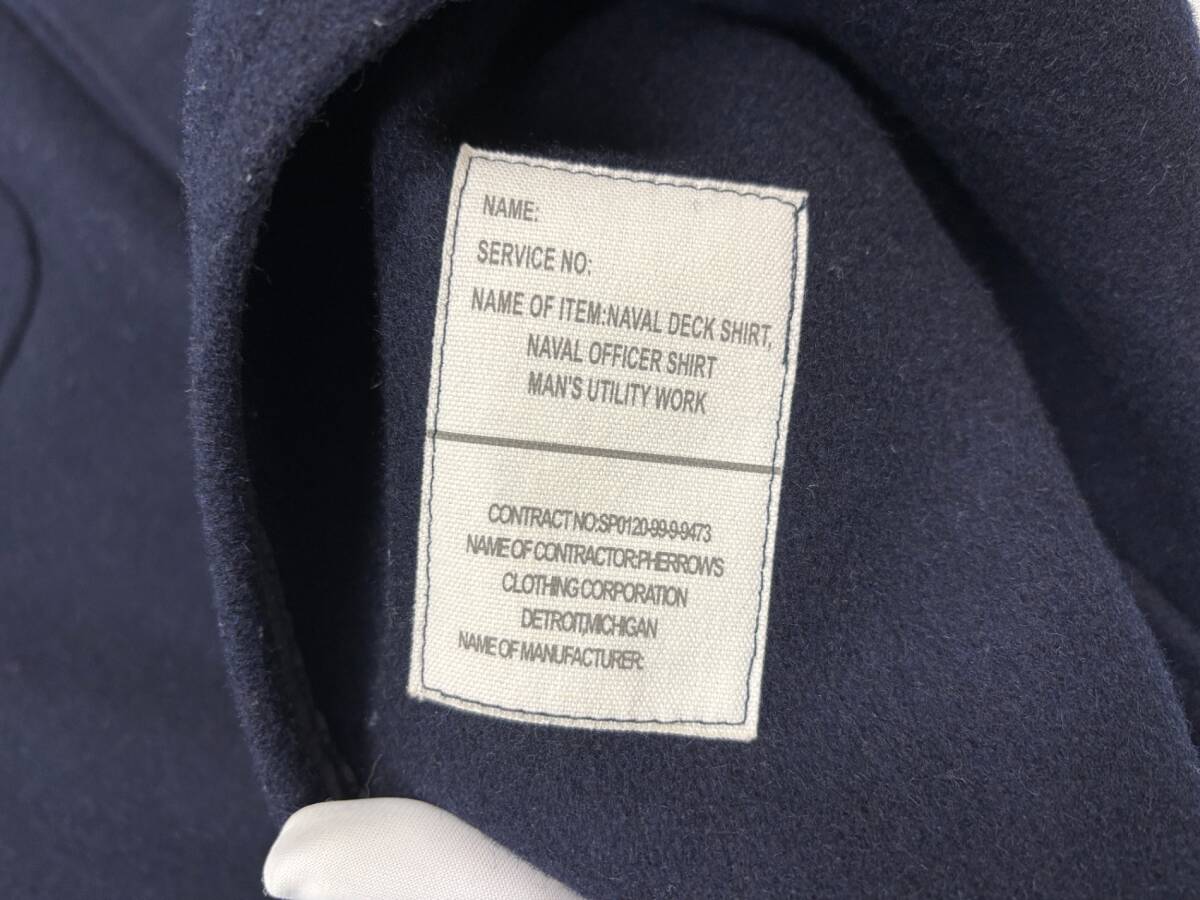 NAME:
SERVICE NO:
NAME OF ITEM:NAVAL DECK SHIRT,
NAVAL OFFICER SHIRT
MAN'S UTILITY WORK
CONTRACT NO:SP0120-99-9-9473
NAME OF CONTRACTOR:PHERROW'S
CLOTHING CORPORATION
DETROIT,MICHIGAN
NAME OF MANUFACTURER: